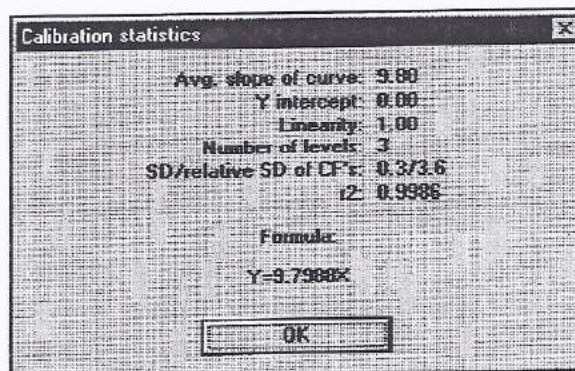 Calibration statistics
Avg. slope of curve: 9.80
Y intercept: 0.00
Linearity: 1.00
Number of levels: 3
SD/relative SD of CF's: 0.3/3.6
r2: 0.9986
Formula:
Y=9.7988X
OK